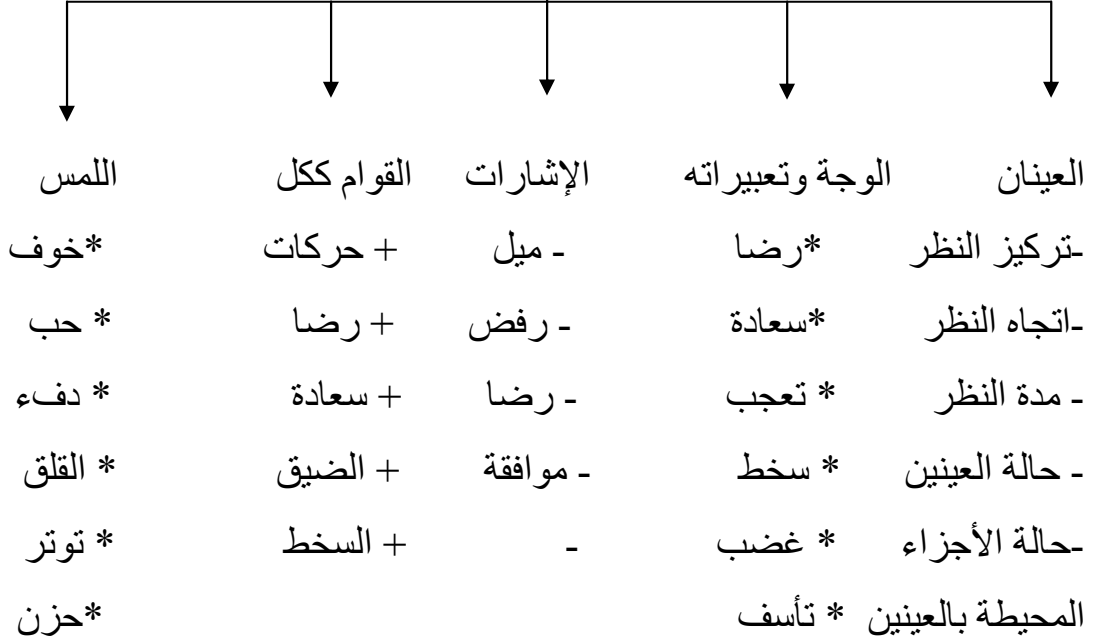 العينان الوجة وتعبيراته الإشارات القوام ككل اللمس
-تركيز النظر *رضا - ميل + حركات *خوف
-اتجاه النظر *سعادة - رفض + رضا * حب
- مدة النظر * تعجب - رضا + سعادة * دفء
- حالة العينين * سخط - موافقة + الضيق * القلق
-حالة الأجزاء * غضب - + السخط * توتر
المحيطة بالعينين * تأسف *حزن